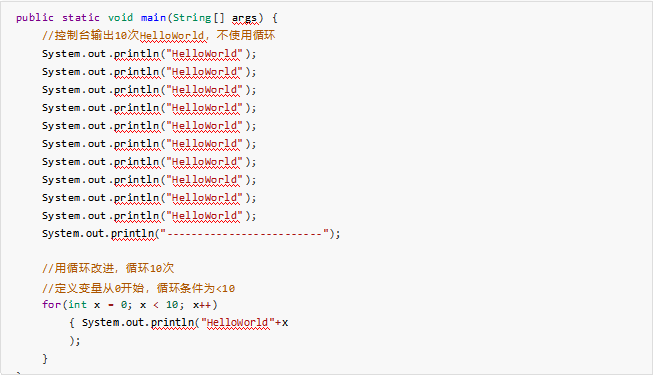 public static void main(String[] args) {
//控制台输出10次HelloWorld，不使用循环
System.out.println("HelloWorld");
System.out.println("HelloWorld");
System.out.println("HelloWorld");
System.out.println("HelloWorld");
System.out.println("HelloWorld");
System.out.println("HelloWorld");
System.out.println("HelloWorld");
System.out.println("HelloWorld");
System.out.println("HelloWorld");
System.out.println("HelloWorld");
System.out.println("-------------------------");
//用循环改进，循环10次
//定义变量从0开始，循环条件为<10
for(int x = 0; x < 10; x++)
{ System.out.println("HelloWorld"+x
);
}